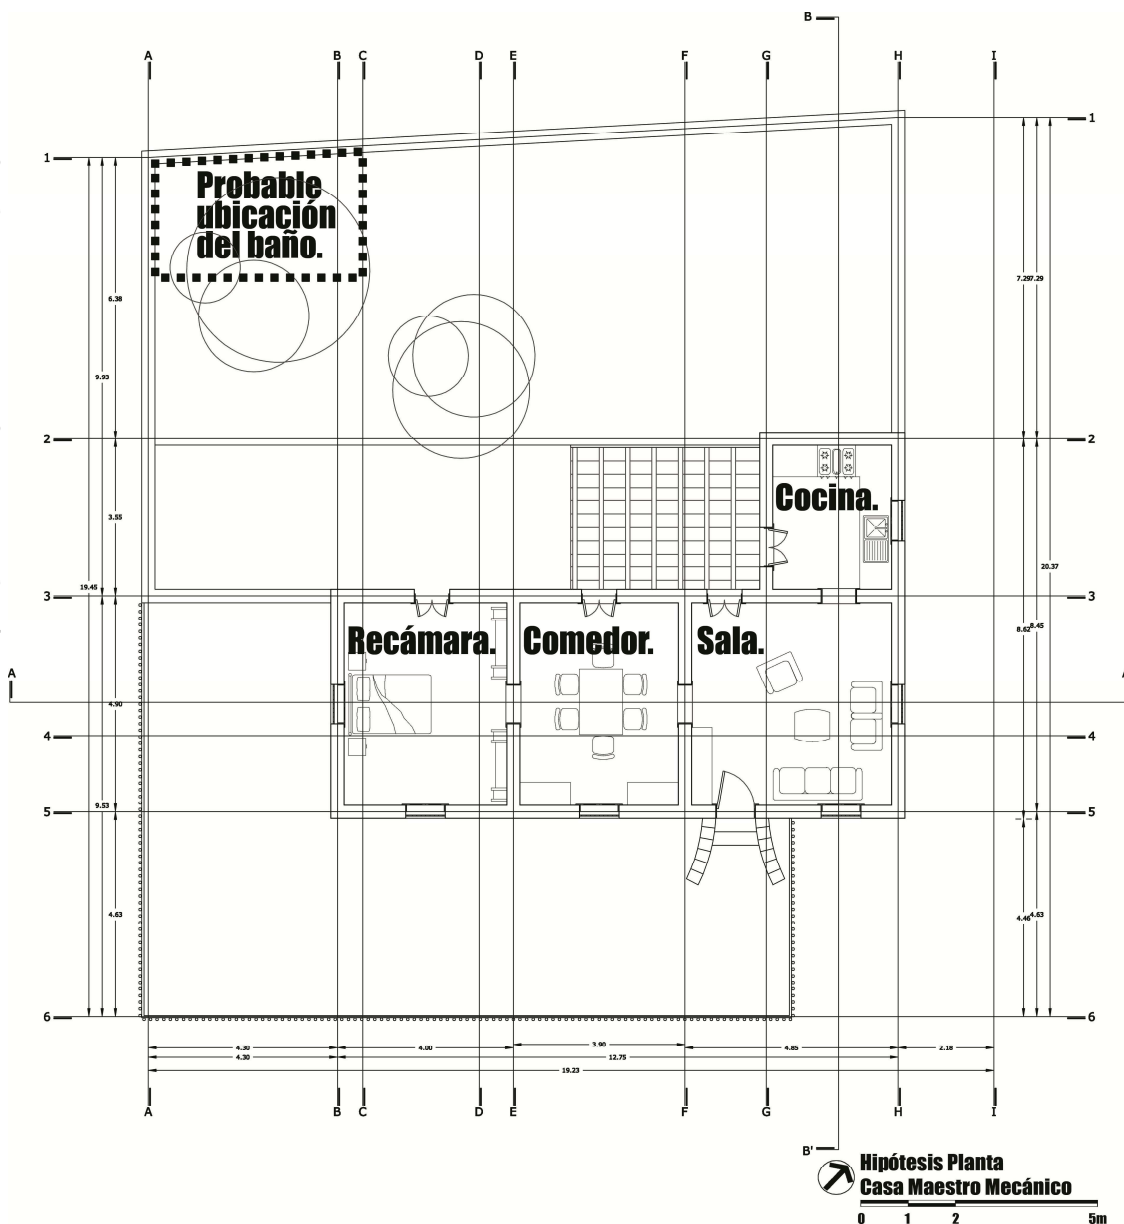 B
A B C D E F G H I
1
1
Probable
ubicación
del baño.
7.29
7.29
6.38
9.93
2
2
Cocina.
3.55
20.37
19.45
3
3
8.62
8.45
Recámara. Comedor. Sala.
A
4.90
4
4
9.53
5
5
4.63
4.46
4.63
6
6
4.30 4.00 3.90 4.85 2.18
4.30 12.75
19.23
A B C D E F G H I
B'
Hipótesis Planta
Casa Maestro Mecánico
0 1 2 5m